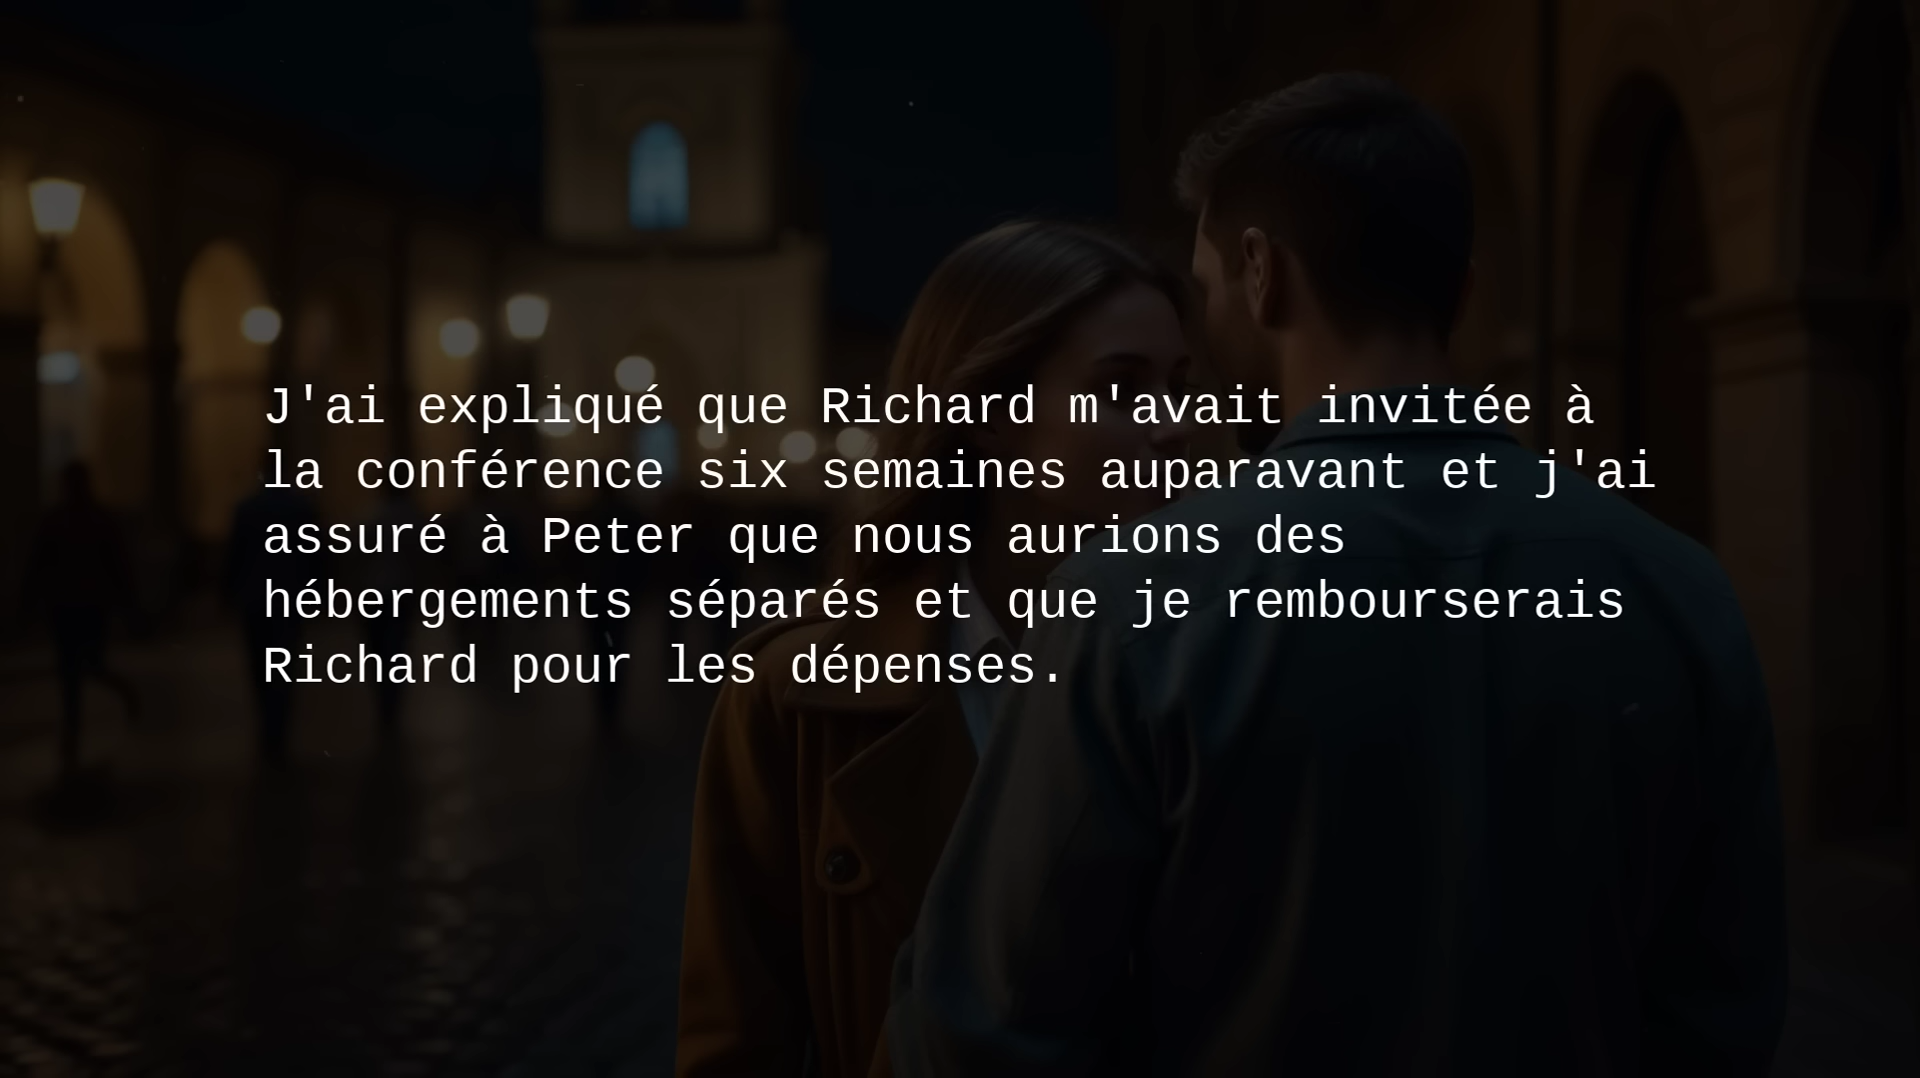 J'ai expliqué que Richard m'avait invitée à
la conférence six semaines auparavant et j'ai
assuré à Peter que nous aurions des
hébergements séparés et que je rembourserais
Richard pour les dépenses.